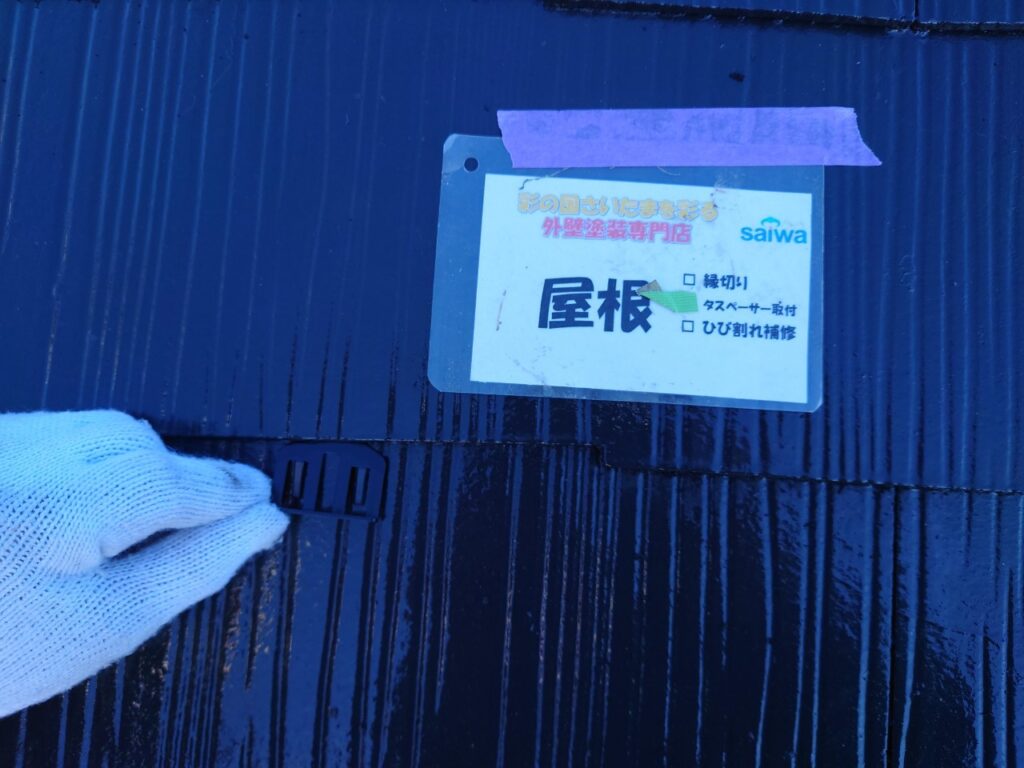 彩の国さいたまを彩る
外壁塗装専門店
saiwa
屋根
□ 縁切り
タスペーサー取付
□ ひび割れ補修